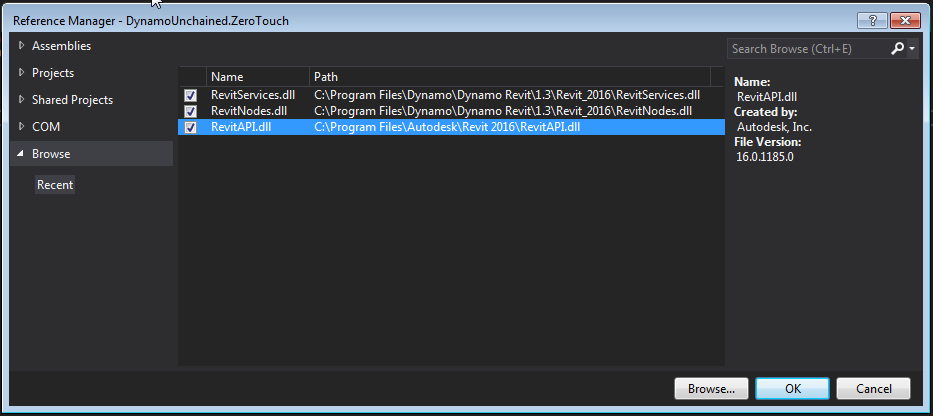 Reference Manager - DynamoUnchained.ZeroTouch
Assemblies
Projects
Shared Projects
COM
Browse
Recent
Name Path
RevitServices.dll C:\Program Files\Dynamo\Dynamo Revit\1.3\Revit_2016\RevitServices.dll
RevitNodes.dll C:\Program Files\Dynamo\Dynamo Revit\1.3\Revit_2016\RevitNodes.dll
RevitAPI.dll C:\Program Files\Autodesk\Revit 2016\RevitAPI.dll
Search Browse (Ctrl+E)
Name:
RevitAPI.dll
Created by:
Autodesk, Inc.
File Version:
16.0.1185.0
Browse... OK Cancel